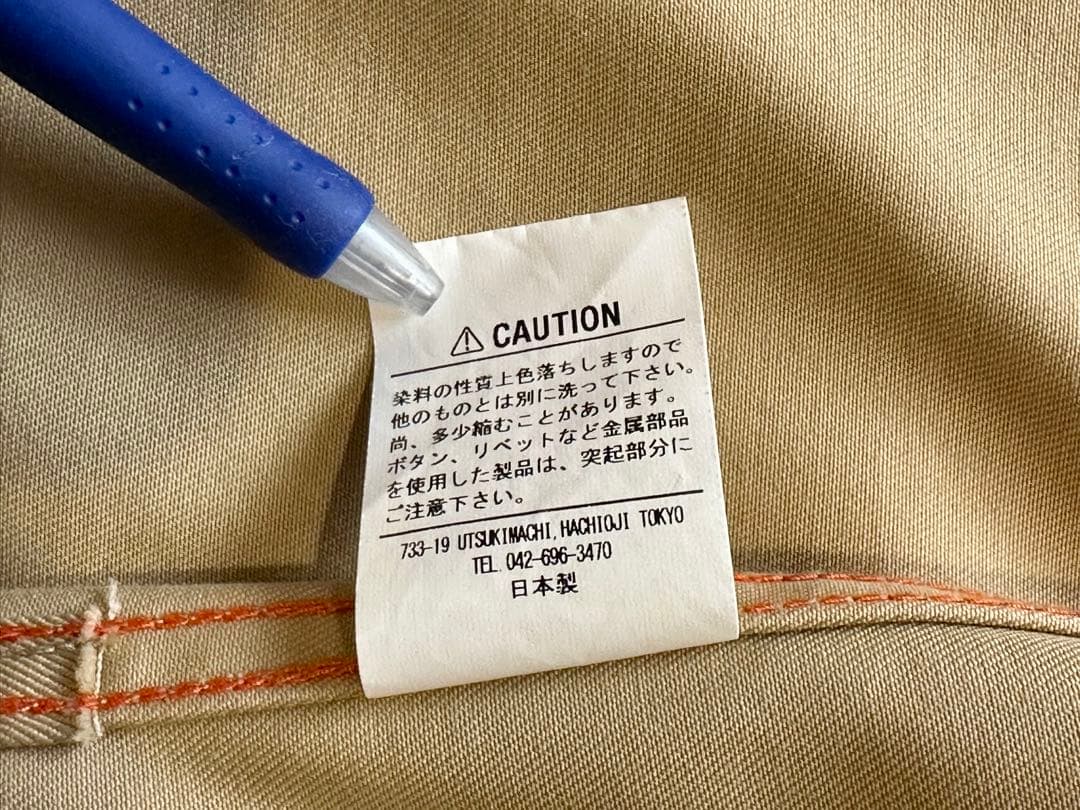 ⚠ CAUTION
染料の性質上色落ちしますので
他のものとは別に洗って下さい。
尚、多少縮むことがあります。
ボタン、リベットなど金属部品
を使用した製品は、突起部分に
ご注意下さい。
733-19 UTSUKIMACHI, HACHIOJI TOKYO
TEL. 042-696-3470
日本製